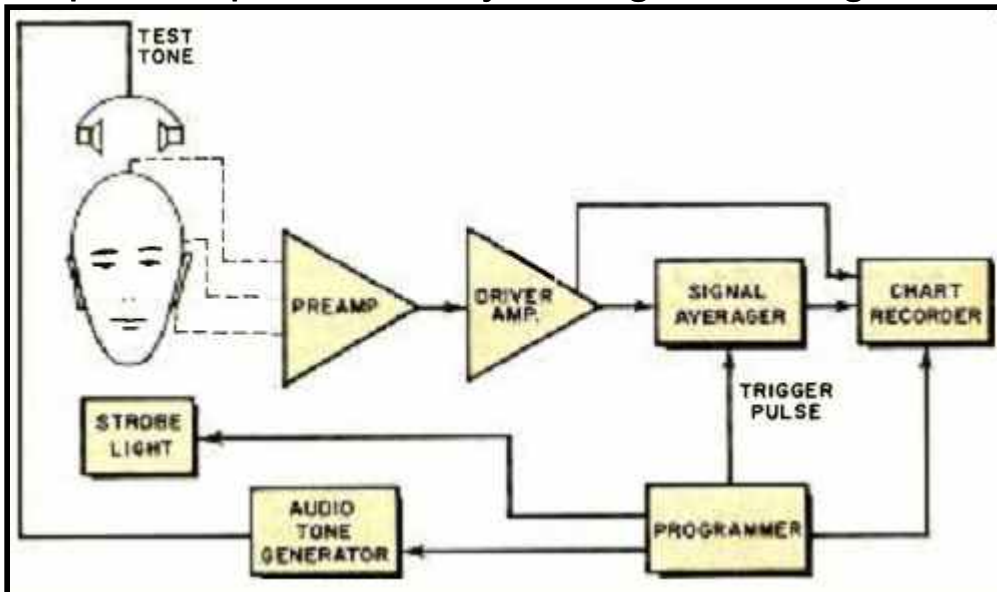 TEST
TONE
PREAMP
DRIVER
AMP.
SIGNAL
AVERAGER
CHART
RECORDER
TRIGGER
PULSE
STROBE
LIGHT
AUDIO
TONE
GENERATOR
PROGRAMMER